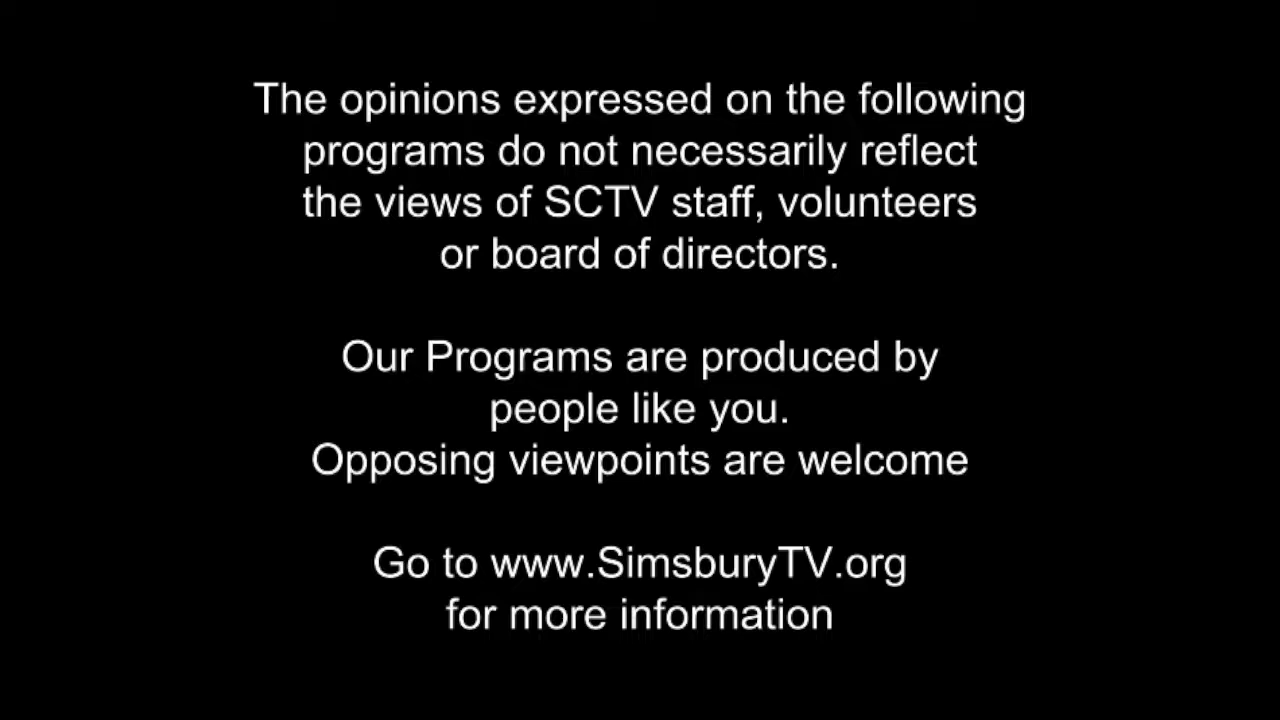 The opinions expressed on the following
programs do not necessarily reflect
the views of SCTV staff, volunteers
or board of directors.
Our Programs are produced by
people like you.
Opposing viewpoints are welcome
Go to www.SimsburyTV.org
for more information